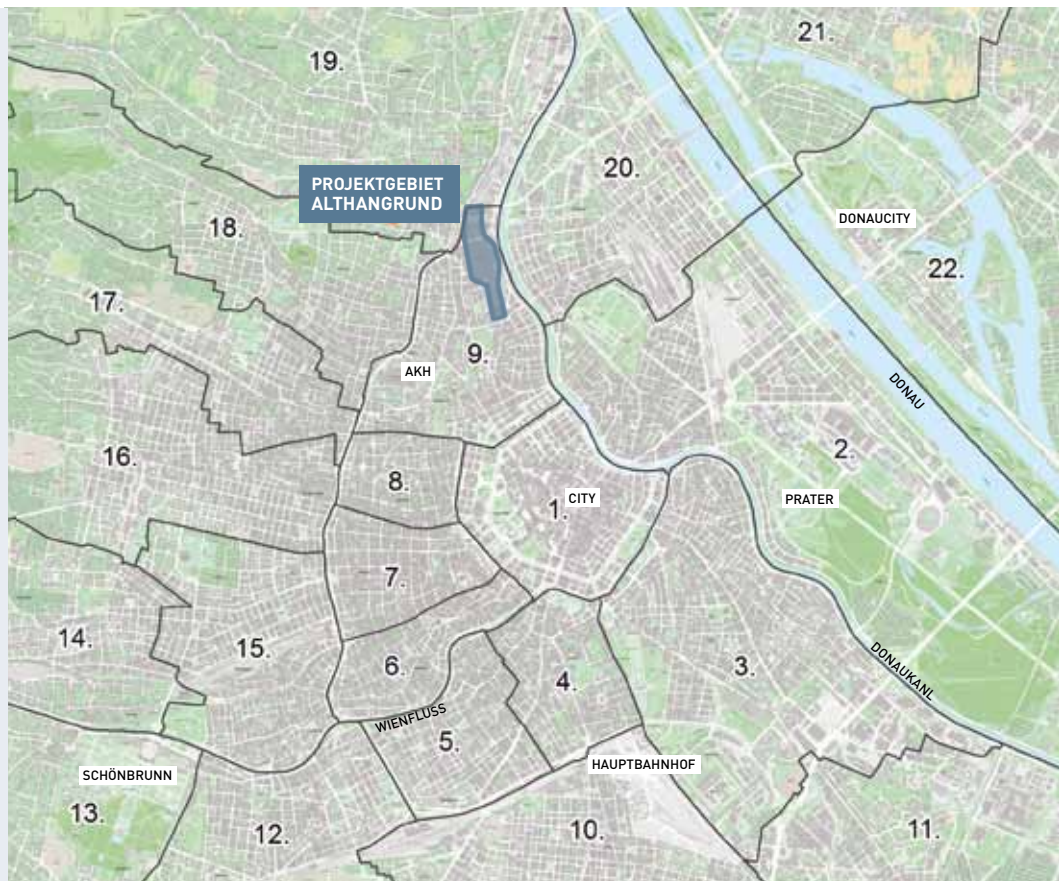 19.
21.
20.
PROJEKTGEBIET
ALTHANGRUND
DONAUCITY
18.
22.
17.
9.
AKH
DONAU
16.
8.
2.
CITY
1.
PRATER
7.
14.
15.
6.
4.
3.
DONAUKANL
WIENFLUSS
5.
HAUPTBAHNHOF
SCHÖNBRUNN
13.
12.
10.
11.